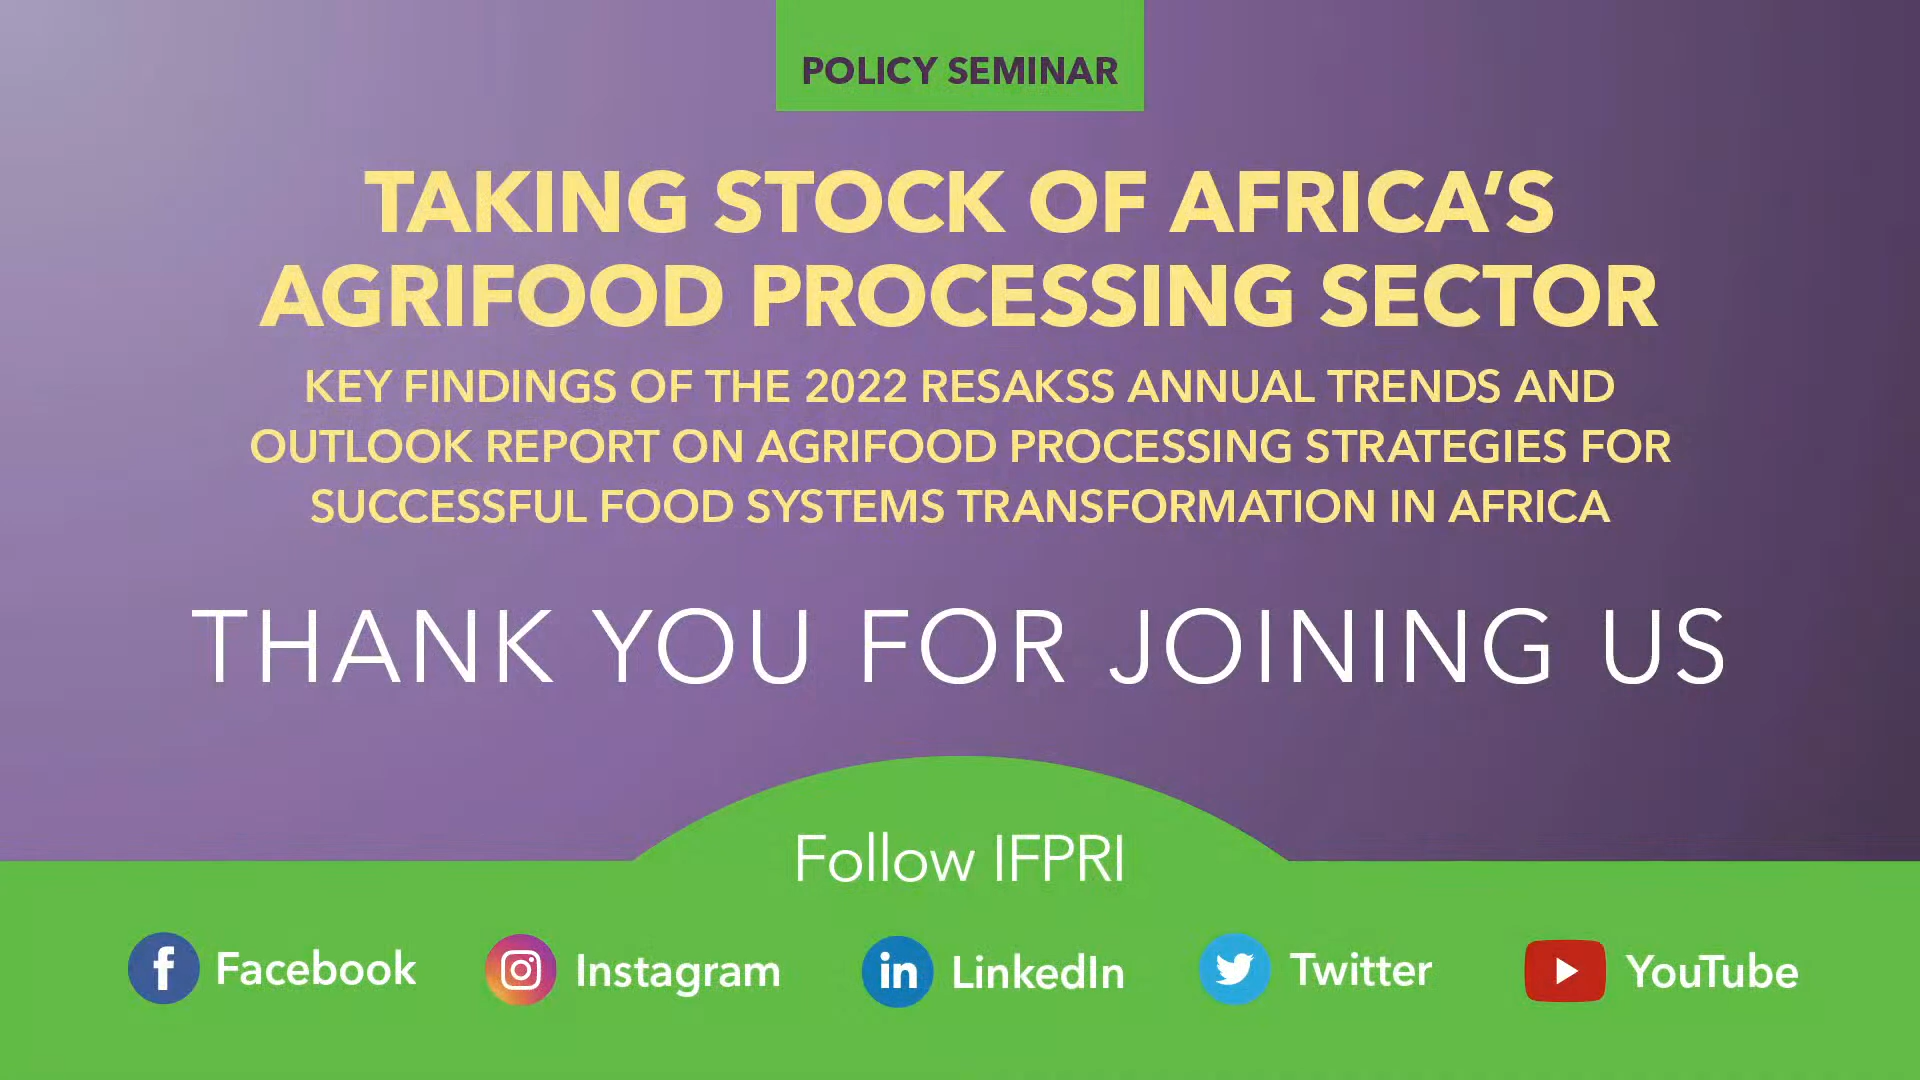 POLICY SEMINAR
TAKING STOCK OF AFRICA’S
AGRIFOOD PROCESSING SECTOR
KEY FINDINGS OF THE 2022 RESAKSS ANNUAL TRENDS AND
OUTLOOK REPORT ON AGRIFOOD PROCESSING STRATEGIES FOR
SUCCESSFUL FOOD SYSTEMS TRANSFORMATION IN AFRICA
THANK YOU FOR JOINING US
Follow IFPRI
Facebook Instagram LinkedIn Twitter YouTube